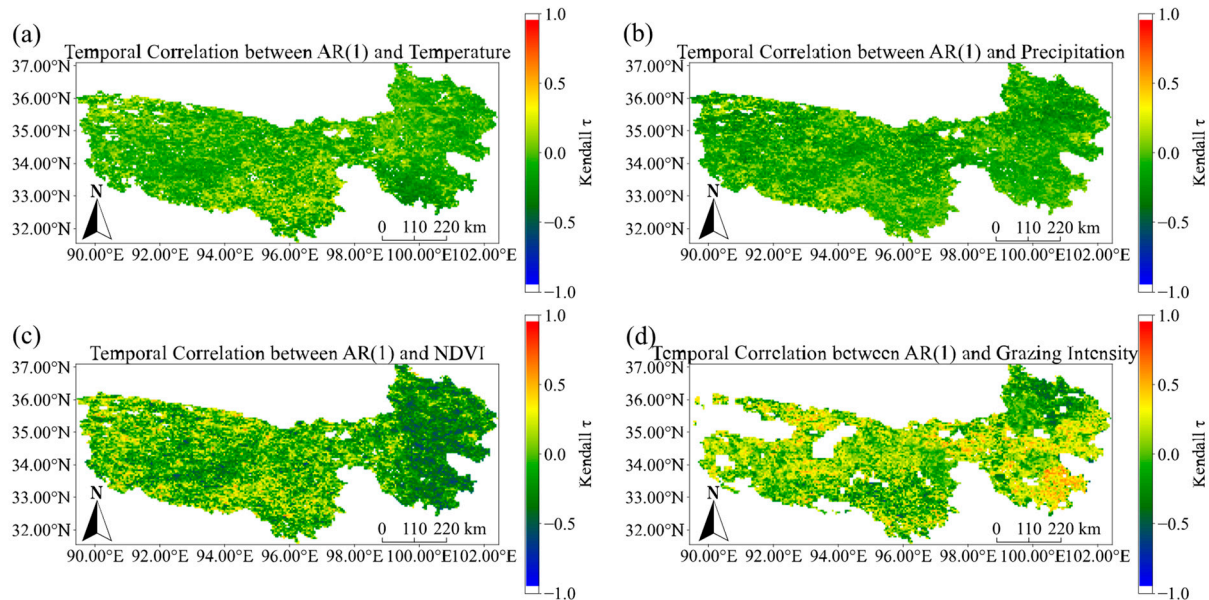 (a)
Temporal Correlation between AR(1) and Temperature
37.00°N
36.00°N
35.00°N
34.00°N
33.00°N
32.00°N
N
0 110 220 km
90.00°E 92.00°E 94.00°E 96.00°E 98.00°E 100.00°E 102.00°E
1.0
0.5
0.0
−0.5
−1.0
Kendall τ
(b)
Temporal Correlation between AR(1) and Precipitation
37.00°N
36.00°N
35.00°N
34.00°N
33.00°N
32.00°N
N
0 110 220 km
90.00°E 92.00°E 94.00°E 96.00°E 98.00°E 100.00°E 102.00°E
1.0
0.5
0.0
−0.5
−1.0
Kendall τ
(c)
Temporal Correlation between AR(1) and NDVI
37.00°N
36.00°N
35.00°N
34.00°N
33.00°N
32.00°N
N
0 110 220 km
90.00°E 92.00°E 94.00°E 96.00°E 98.00°E 100.00°E 102.00°E
1.0
0.5
0.0
−0.5
−1.0
Kendall τ
(d)
Temporal Correlation between AR(1) and Grazing Intensity
37.00°N
36.00°N
35.00°N
34.00°N
33.00°N
32.00°N
N
0 110 220 km
90.00°E 92.00°E 94.00°E 96.00°E 98.00°E 100.00°E 102.00°E
1.0
0.5
0.0
−0.5
−1.0
Kendall τ